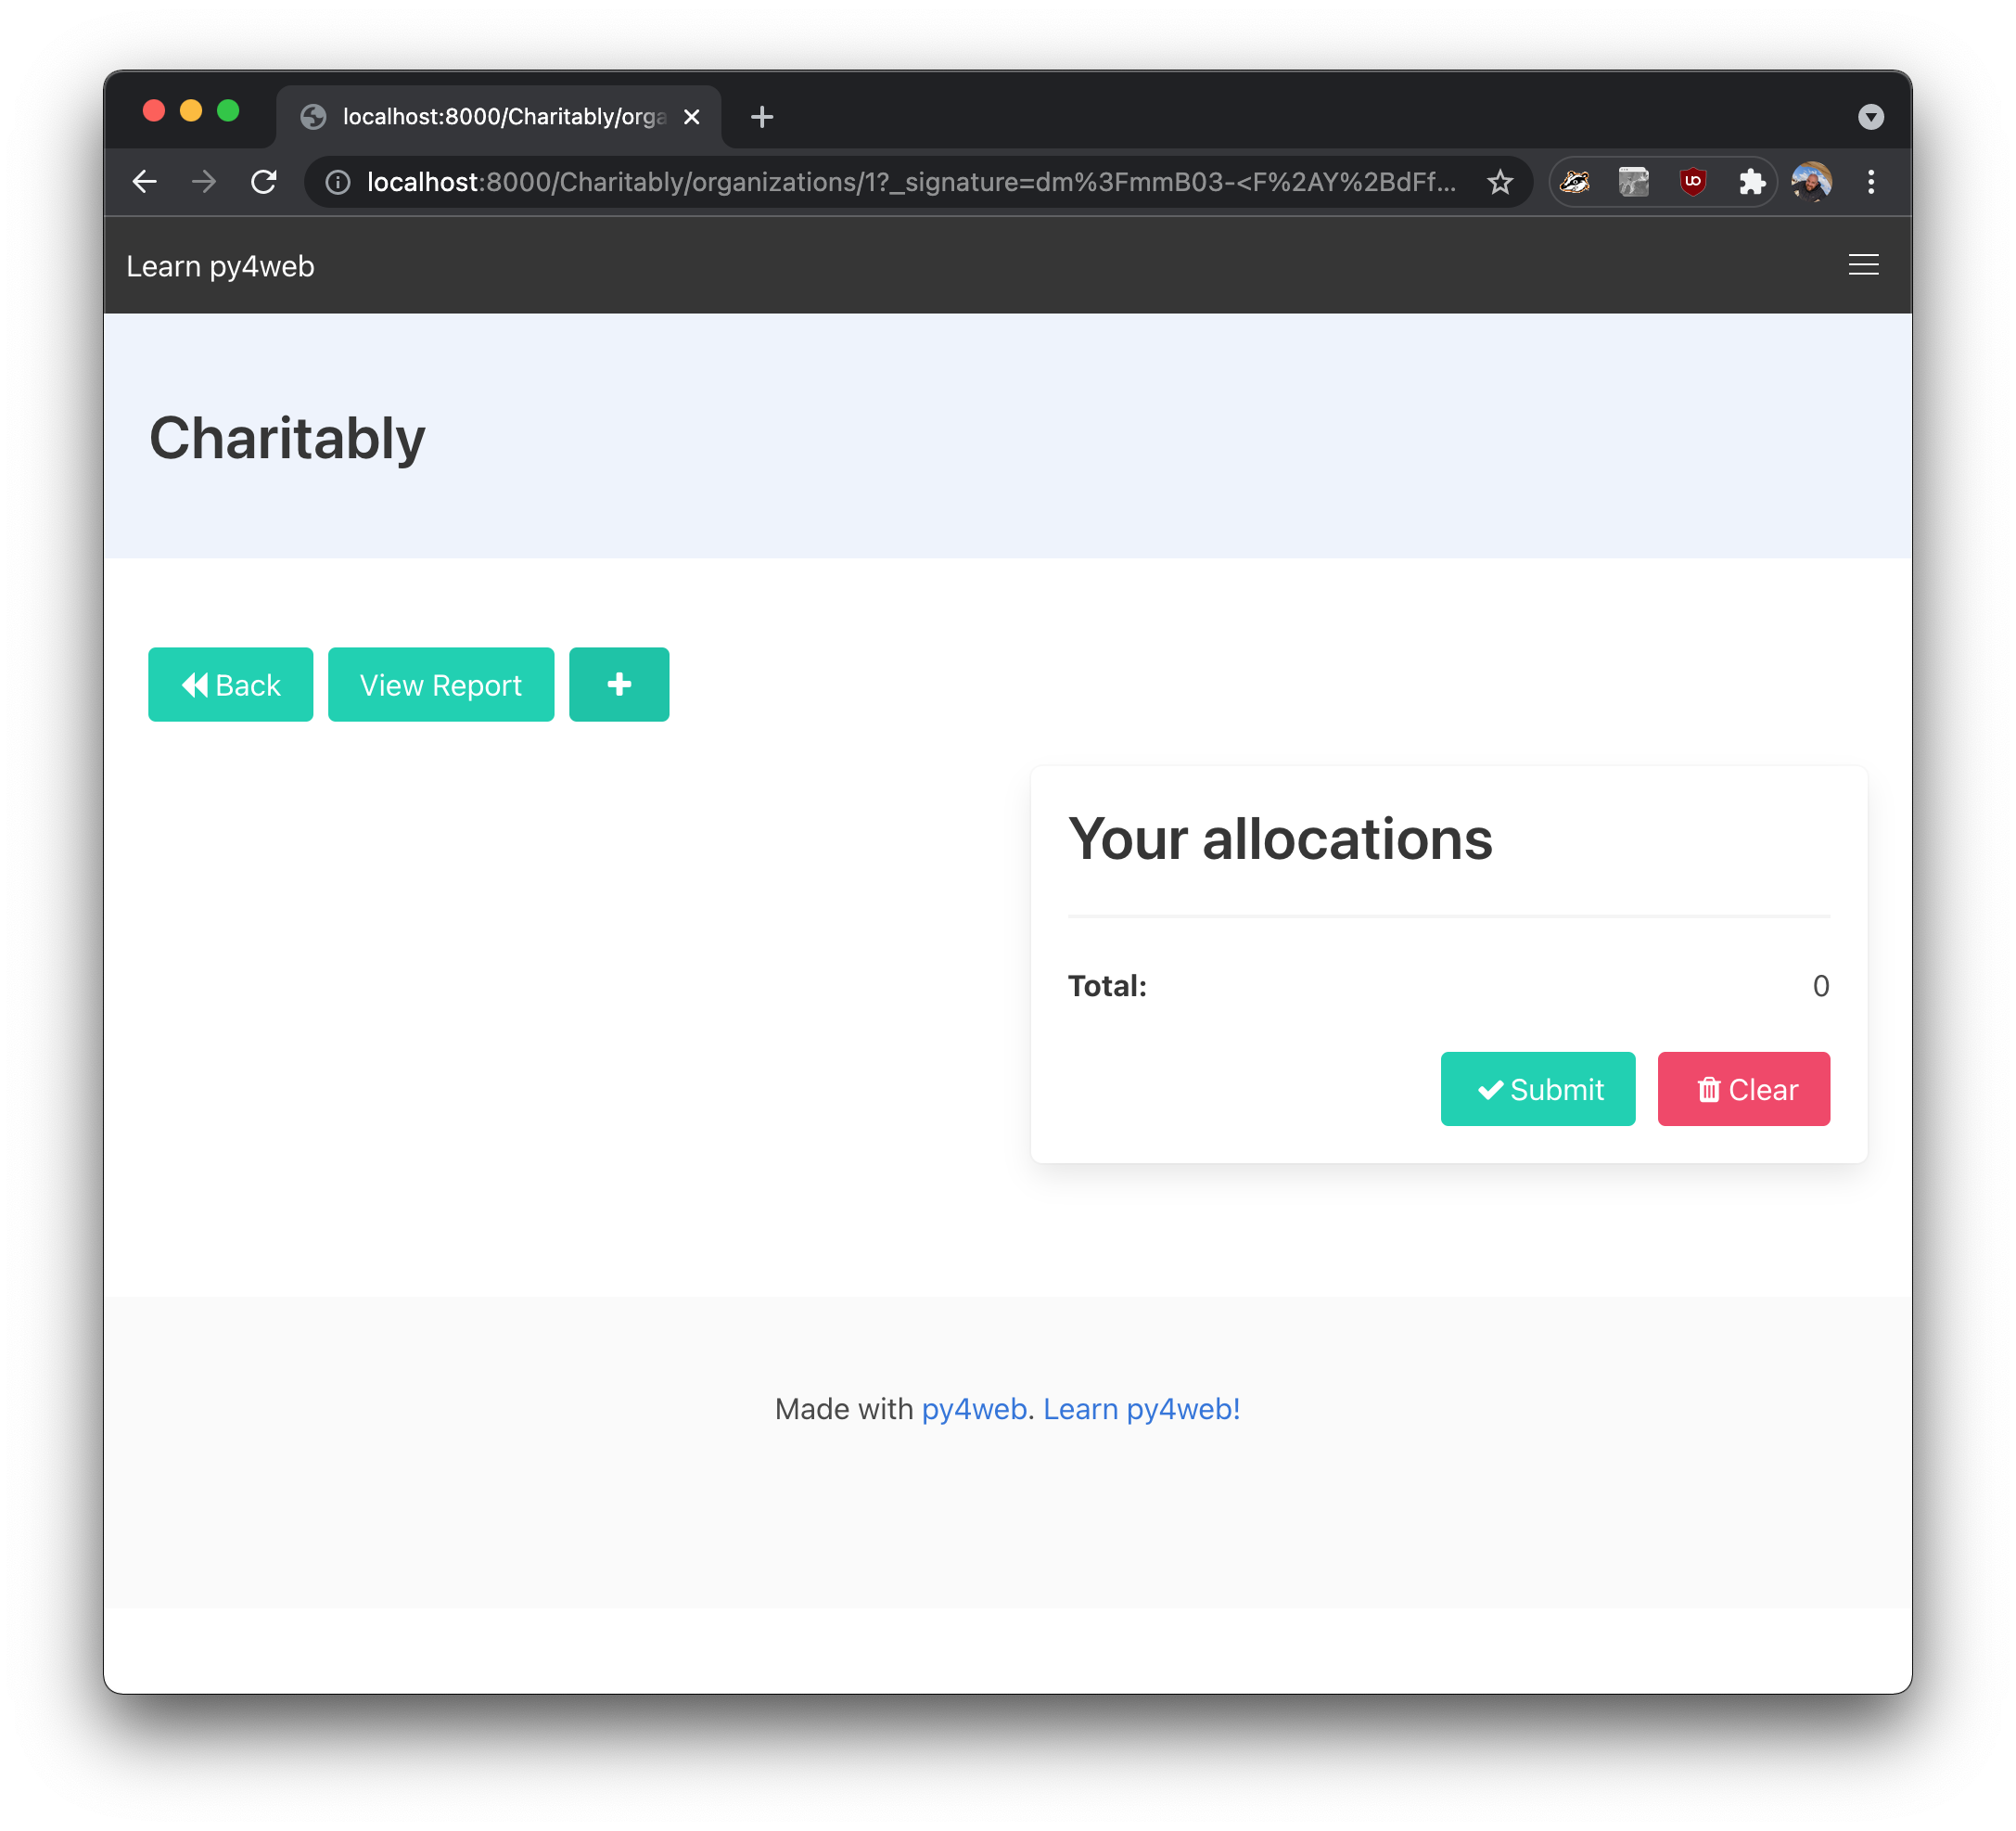 localhost:8000/Charitably/orga
localhost:8000/Charitably/organizations/1?_signature=dm%3FmmB03-<F%2AY%2BdFf...
Learn py4web
Charitably
Back
View Report
Your allocations
Total:
0
Submit
Clear
Made with py4web. Learn py4web!